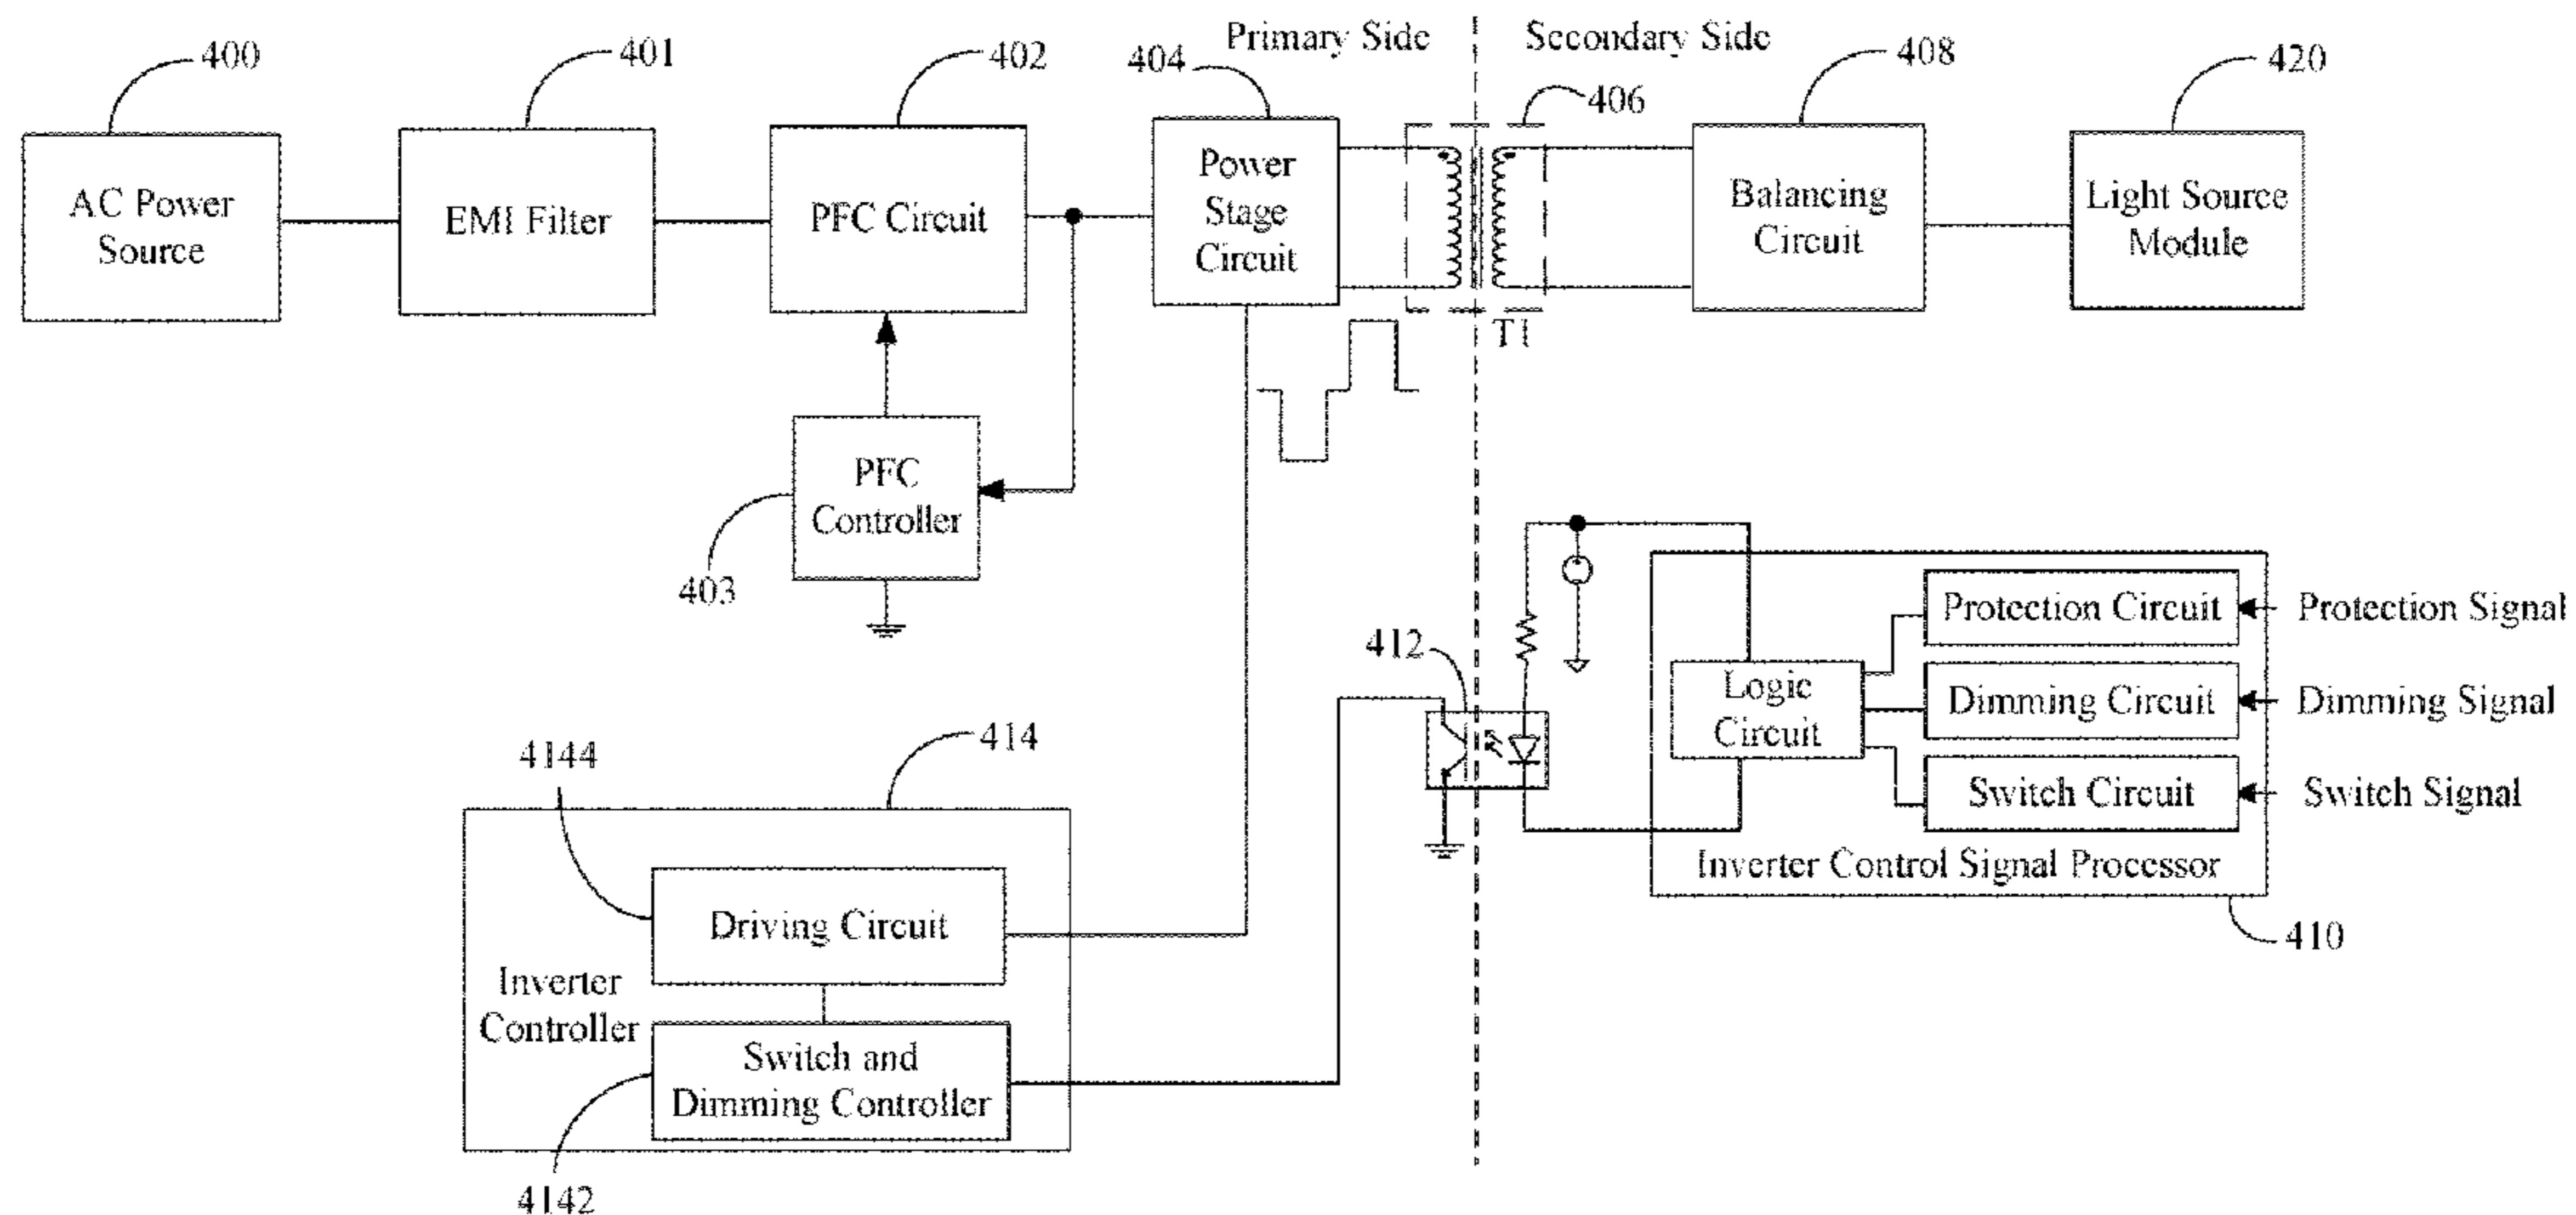 Primary Side
Secondary Side
400
401
402
404
406
408
420
AC Power
Source
EMI Filter
PFC Circuit
Power
Stage
Circuit
Balancing
Circuit
Light Source
Module
T1
PFC
Controller
403
412
Logic
Circuit
Protection Circuit
Protection Signal
Dimming Circuit
Dimming Signal
Switch Circuit
Switch Signal
Inverter Control Signal Processor
410
414
4144
Driving Circuit
Inverter
Controller
Switch and
Dimming Controller
4142